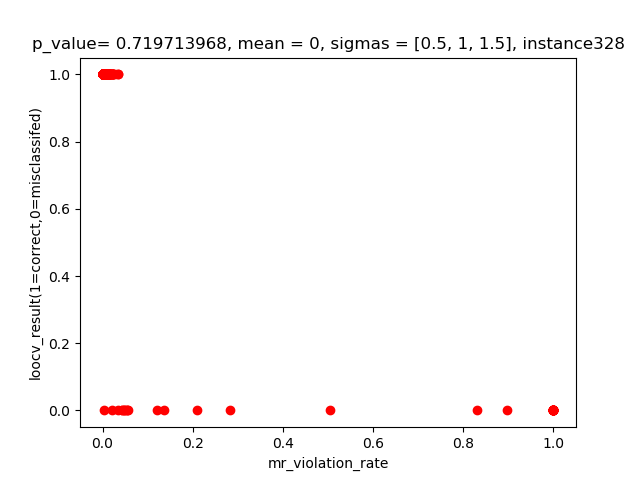 p_value= 0.719713968, mean = 0, sigmas = [0.5, 1, 1.5], instance328
1.0
0.8
0.6
0.4
0.2
0.0
loocv_result(1=correct,0=misclassifed)
0.0 0.2 0.4 0.6 0.8 1.0
mr_violation_rate